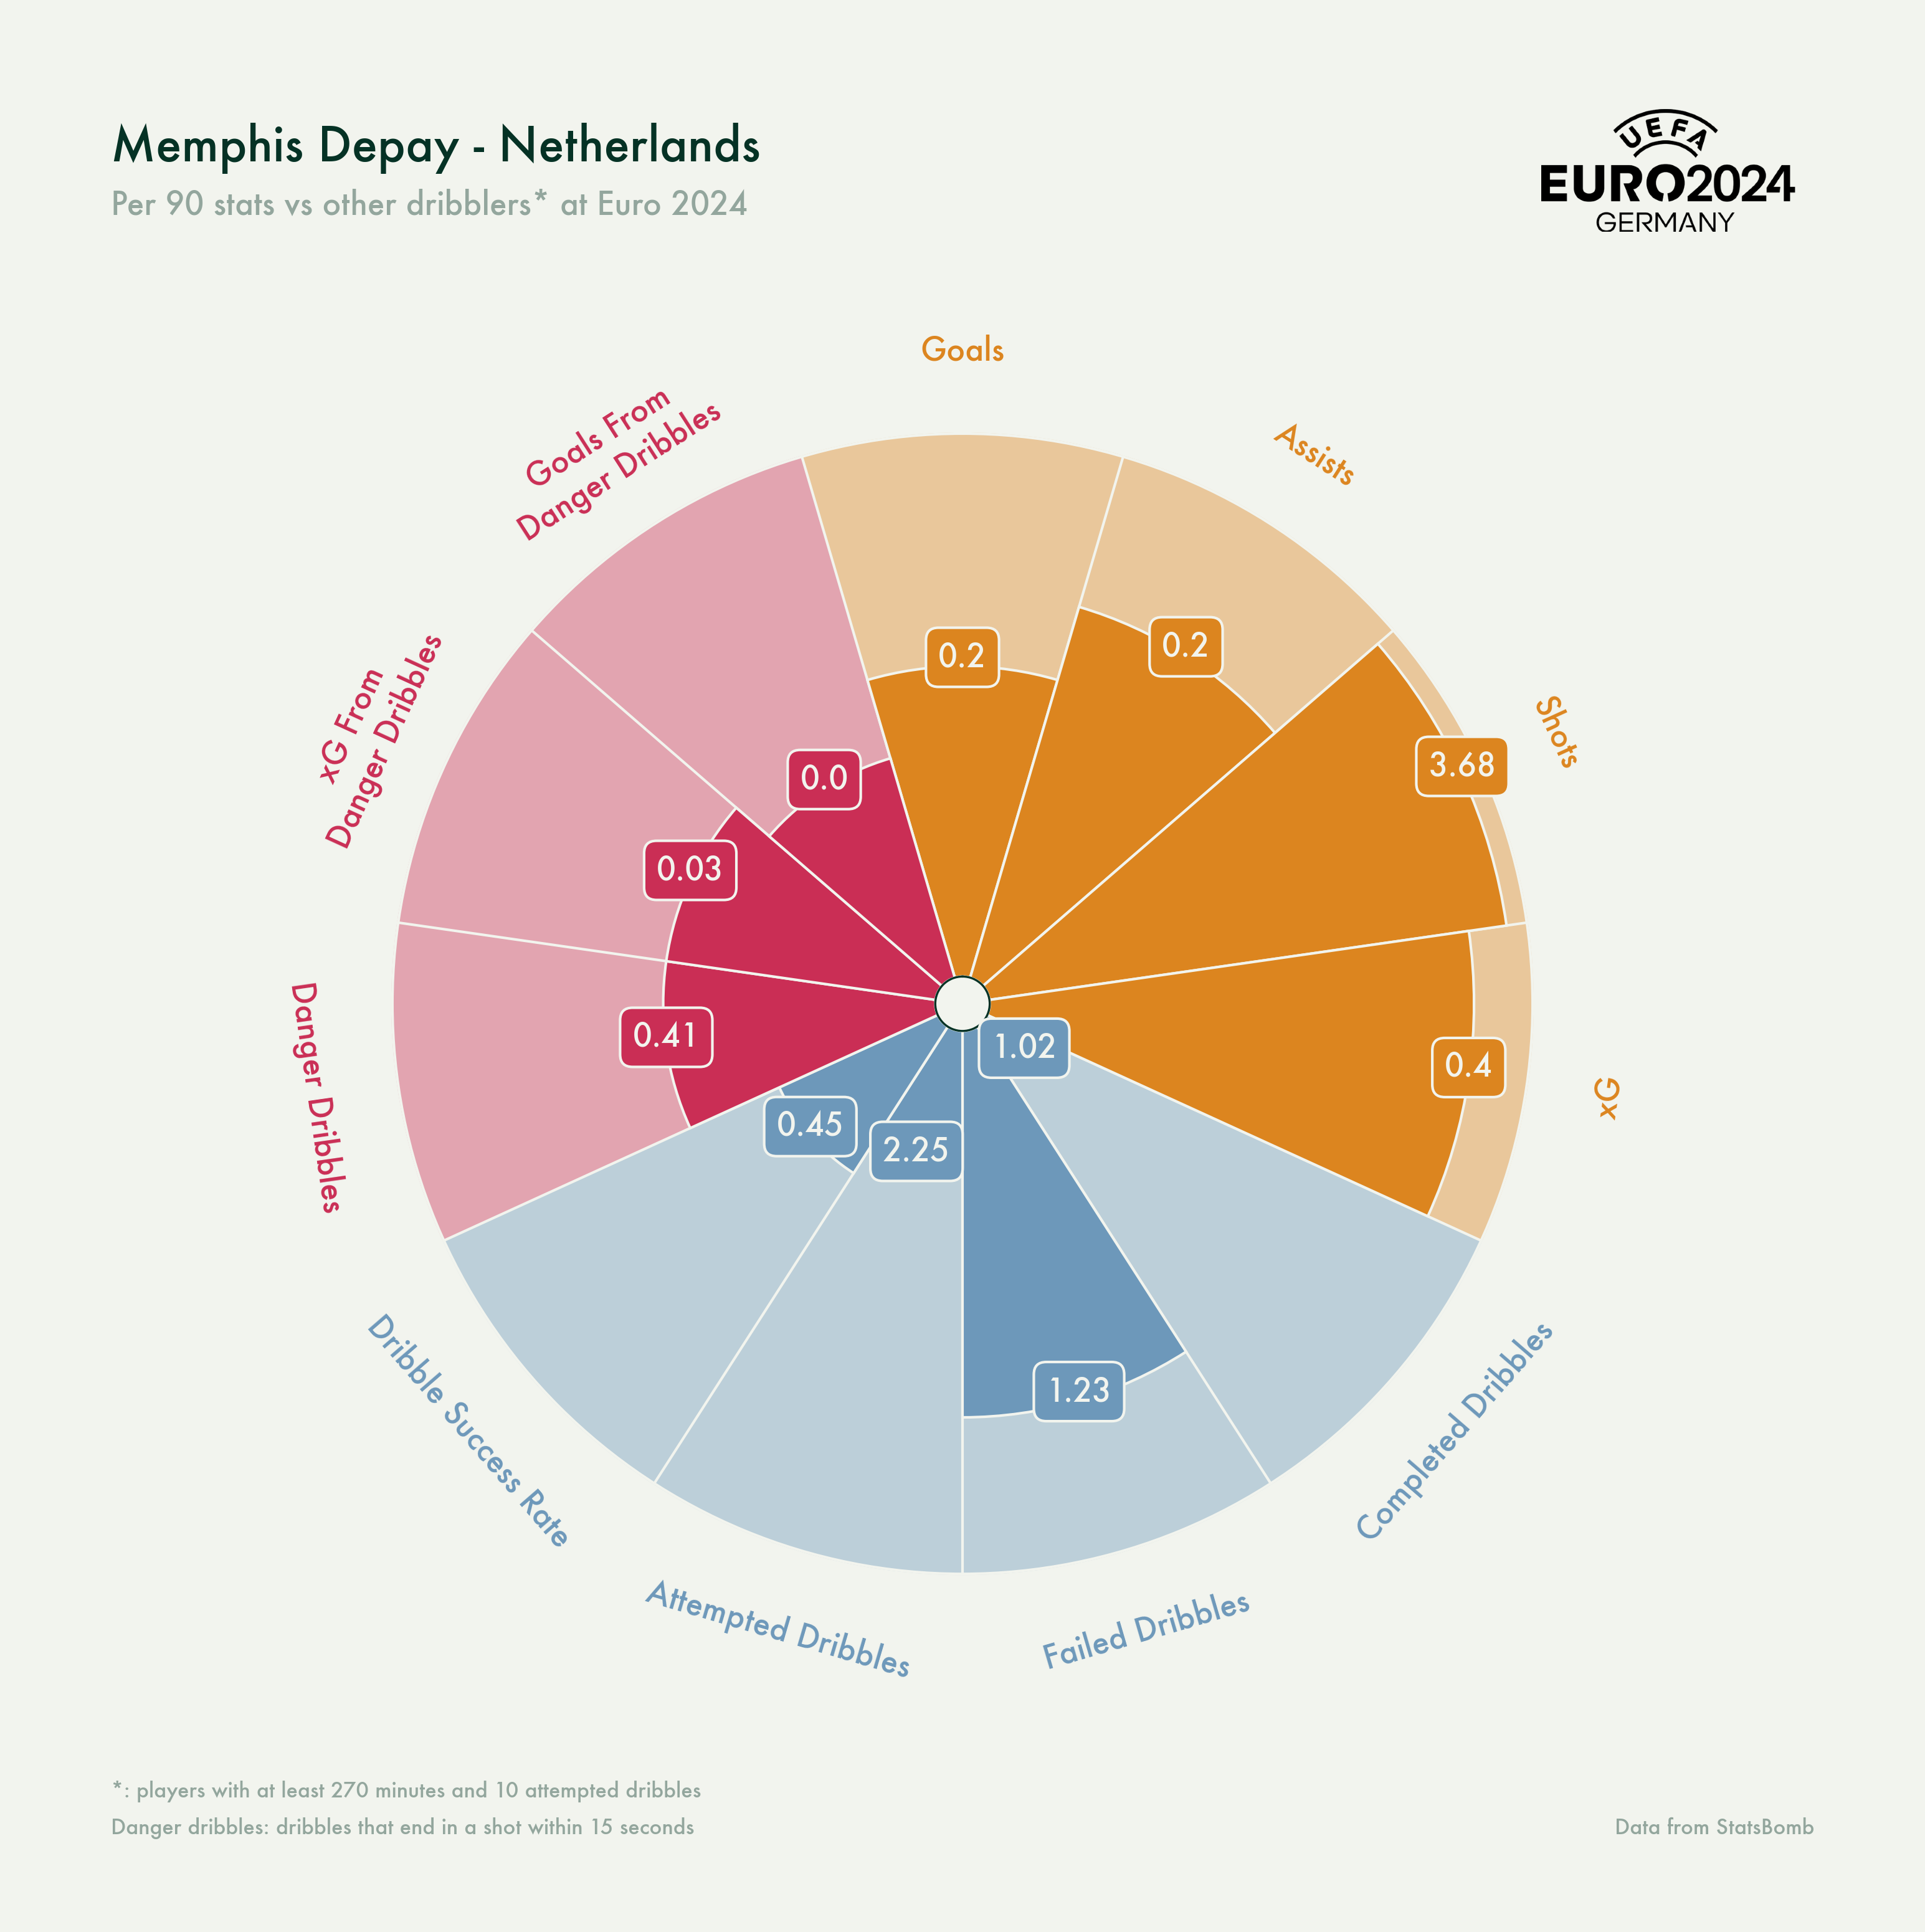 Memphis Depay - Netherlands
Per 90 stats vs other dribblers* at Euro 2024
UEFA
EURO2024
GERMANY
Goals
0.2
Assists
0.2
Shots
3.68
xG
0.4
Completed Dribbles
1.02
Failed Dribbles
1.23
Attempted Dribbles
2.25
Dribble Success Rate
0.45
Danger Dribbles
0.41
xG From
Danger Dribbles
0.03
Goals From
Danger Dribbles
0.0
*: players with at least 270 minutes and 10 attempted dribbles
Danger dribbles: dribbles that end in a shot within 15 seconds
Data from StatsBomb